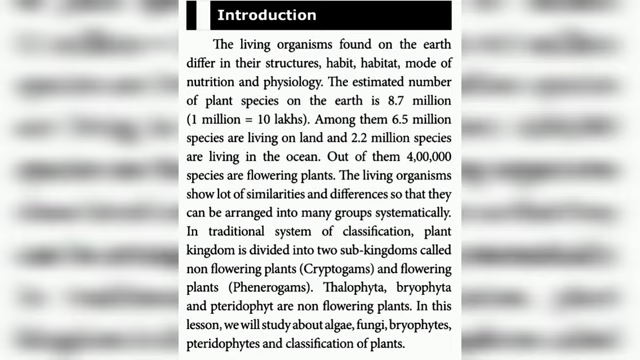 Introduction
The living organisms found on the earth
differ in their structures, habit, habitat, mode of
nutrition and physiology. The estimated number
of plant species on the earth is 8.7 million
(1 million = 10 lakhs). Among them 6.5 million
species are living on land and 2.2 million species
are living in the ocean. Out of them 4,00,000
species are flowering plants. The living organisms
show lot of similarities and differences so that they
can be arranged into many groups systematically.
In traditional system of classification, plant
kingdom is divided into two sub-kingdoms called
non flowering plants (Cryptogams) and flowering
plants (Phenerogams). Thalophyta, bryophyta
and pteridophyt are non flowering plants. In this
lesson, we will study about algae, fungi, bryophytes,
pteridophytes and classification of plants.